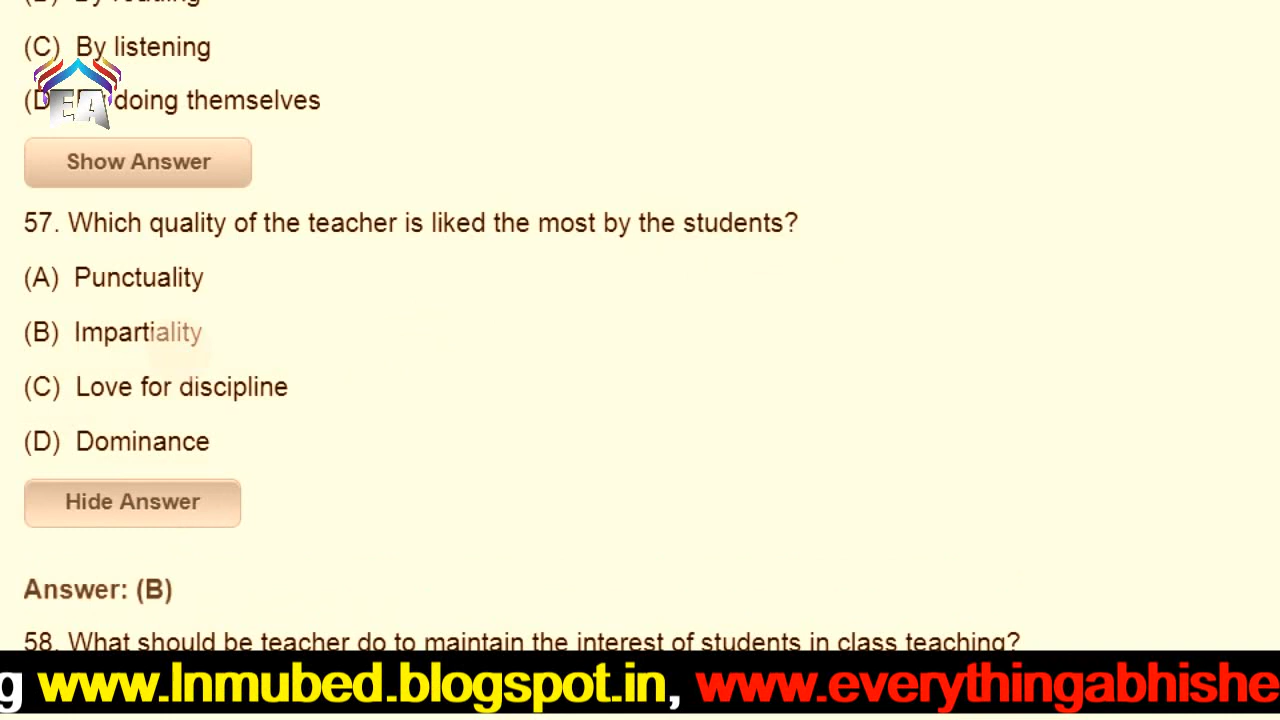 (C) By listening
doing themselves
EA
Show Answer
57. Which quality of the teacher is liked the most by the students?
(A) Punctuality
(B) Impartiality
(C) Love for discipline
(D) Dominance
Hide Answer
Answer: (B)
58. What should be teacher do to maintain the interest of students in class teaching?
g www.lnmubed.blogspot.in, www.everythingabhishe